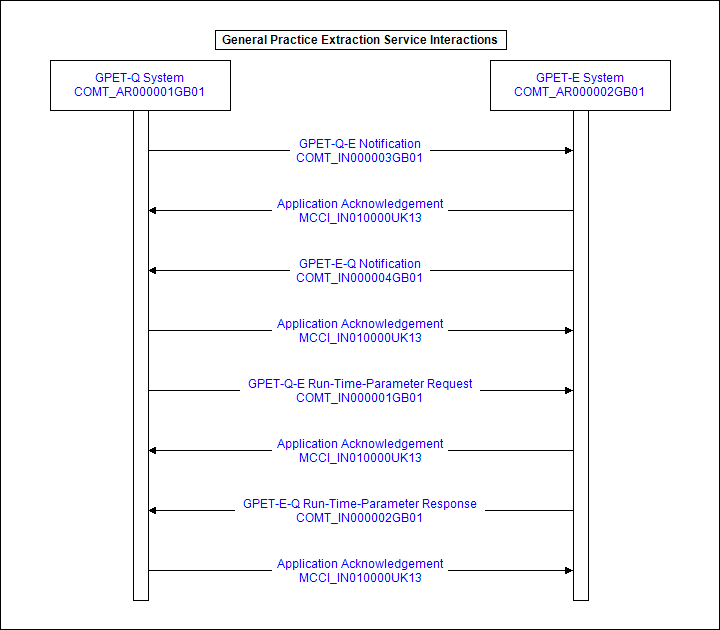 General Practice Extraction Service Interactions
GPET-Q System
COMT_AR000001GB01
GPET-E System
COMT_AR000002GB01
GPET-Q-E Notification
COMT_IN000003GB01
Application Acknowledgement
MCCI_IN010000UK13
GPET-E-Q Notification
COMT_IN000004GB01
Application Acknowledgement
MCCI_IN010000UK13
GPET-Q-E Run-Time-Parameter Request
COMT_IN000001GB01
Application Acknowledgement
MCCI_IN010000UK13
GPET-E-Q Run-Time-Parameter Response
COMT_IN000002GB01
Application Acknowledgement
MCCI_IN010000UK13